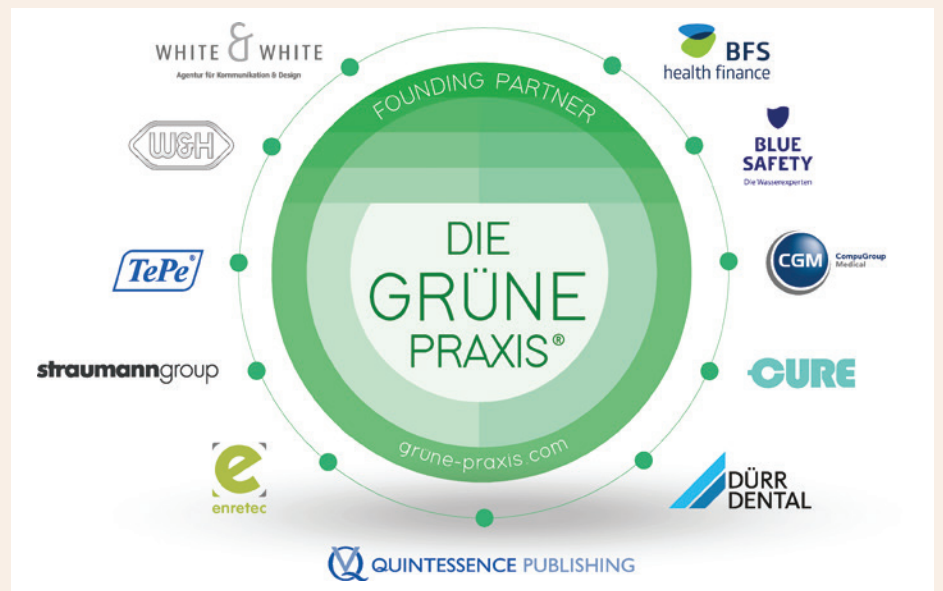 WHITE & WHITE
Agentur für Kommunikation & Design
BFS
health finance
FOUNDING PARTNER
W&H
BLUE
SAFETY
Die Wasserexperten
DIE
GRÜNE
PRAXIS®
TePe®
CGM
CompuGroup
Medical
straumanngroup
CURE
grüne-praxis.com
e
enretec
DÜRR
DENTAL
QUINTESSENCE PUBLISHING